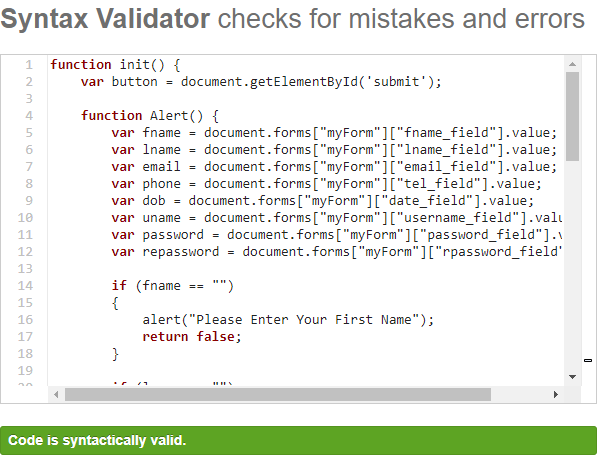 Syntax Validator checks for mistakes and errors
1 function init() {
2 var button = document.getElementById('submit');
3
4 function Alert() {
5 var fname = document.forms["myForm"]["fname_field"].value;
6 var lname = document.forms["myForm"]["lname_field"].value;
7 var email = document.forms["myForm"]["email_field"].value;
8 var phone = document.forms["myForm"]["tel_field"].value;
9 var dob = document.forms["myForm"]["date_field"].value;
10 var uname = document.forms["myForm"]["username_field"].valu
11 var password = document.forms["myForm"]["password_field"].
12 var repassword = document.forms["myForm"]["rpassword_field"
13
14 if (fname == "")
15 {
16 alert("Please Enter Your First Name");
17 return false;
18 }
19
Code is syntactically valid.